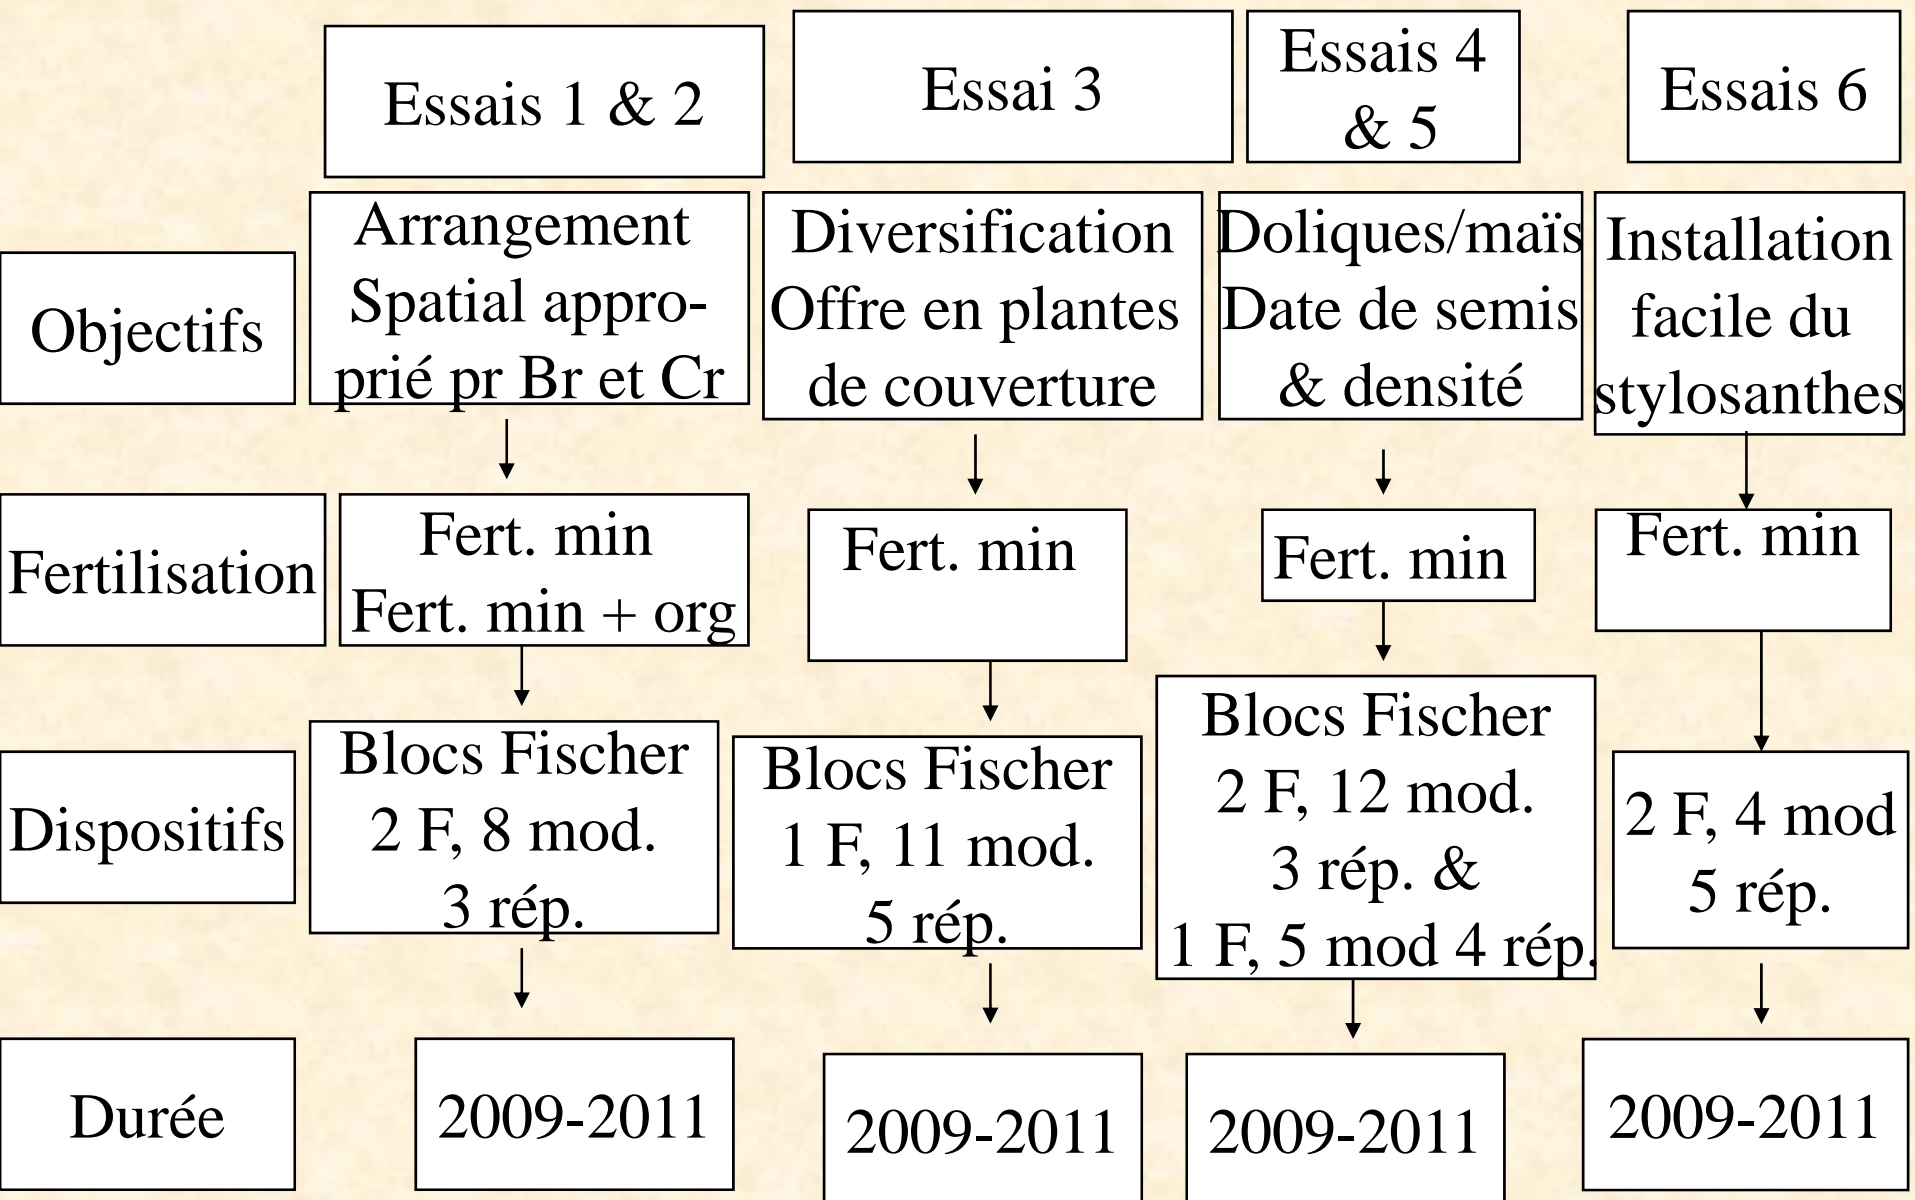 Essais 1 & 2
Essai 3
Essais 4
& 5
Essais 6
Objectifs
Arrangement
Spatial appro-
prié pr Br et Cr
Diversification
Offre en plantes
de couverture
Doliques/maïs
Date de semis
& densité
Installation
facile du
stylosanthes
Fertilisation
Fert. min
Fert. min + org
Fert. min
Fert. min
Fert. min
Dispositifs
Blocs Fischer
2 F, 8 mod.
3 rép.
Blocs Fischer
1 F, 11 mod.
5 rép.
Blocs Fischer
2 F, 12 mod.
3 rép. &
1 F, 5 mod 4 rép.
2 F, 4 mod
5 rép.
Durée
2009-2011
2009-2011
2009-2011
2009-2011